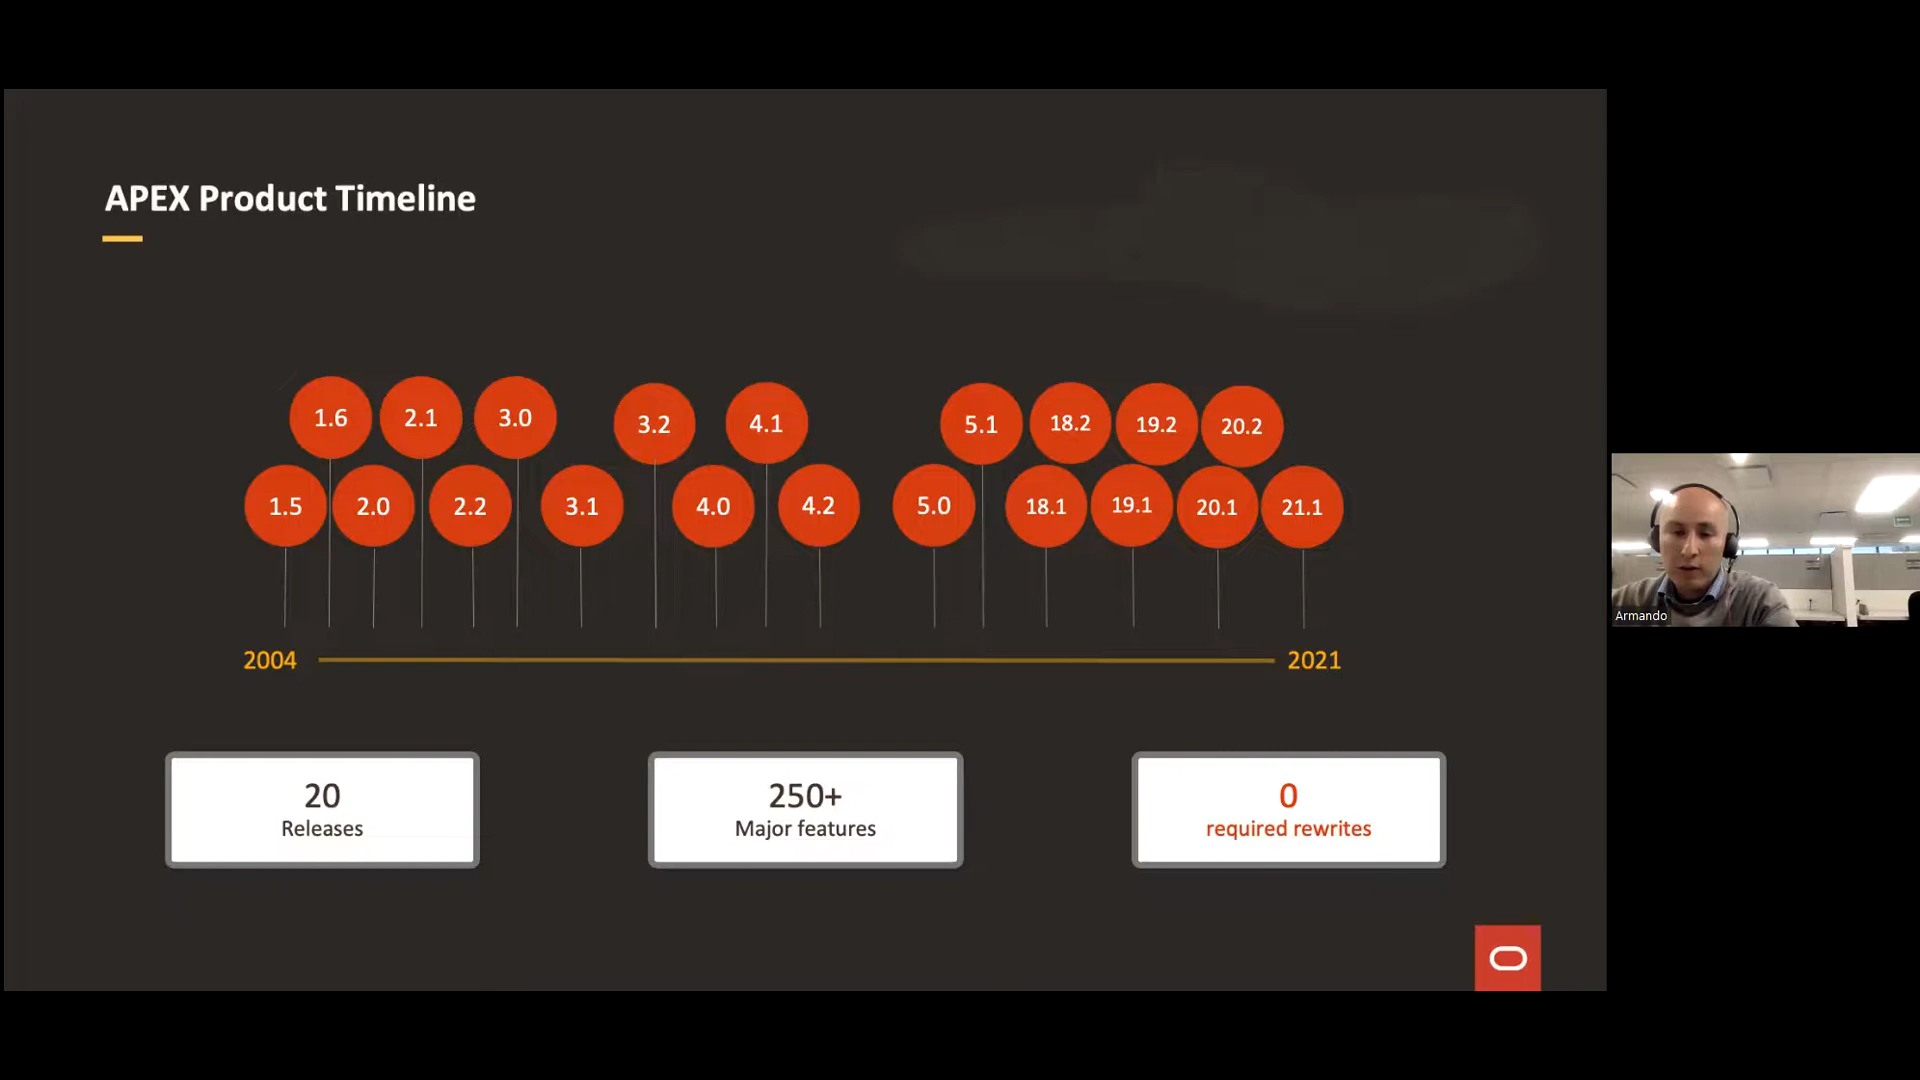 APEX Product Timeline
1.6 2.1 3.0 3.2 4.1 5.1 18.2 19.2 20.2
1.5 2.0 2.2 3.1 4.0 4.2 5.0 18.1 19.1 20.1 21.1
2004 2021
20
Releases
250+
Major features
0
required rewrites
Armando